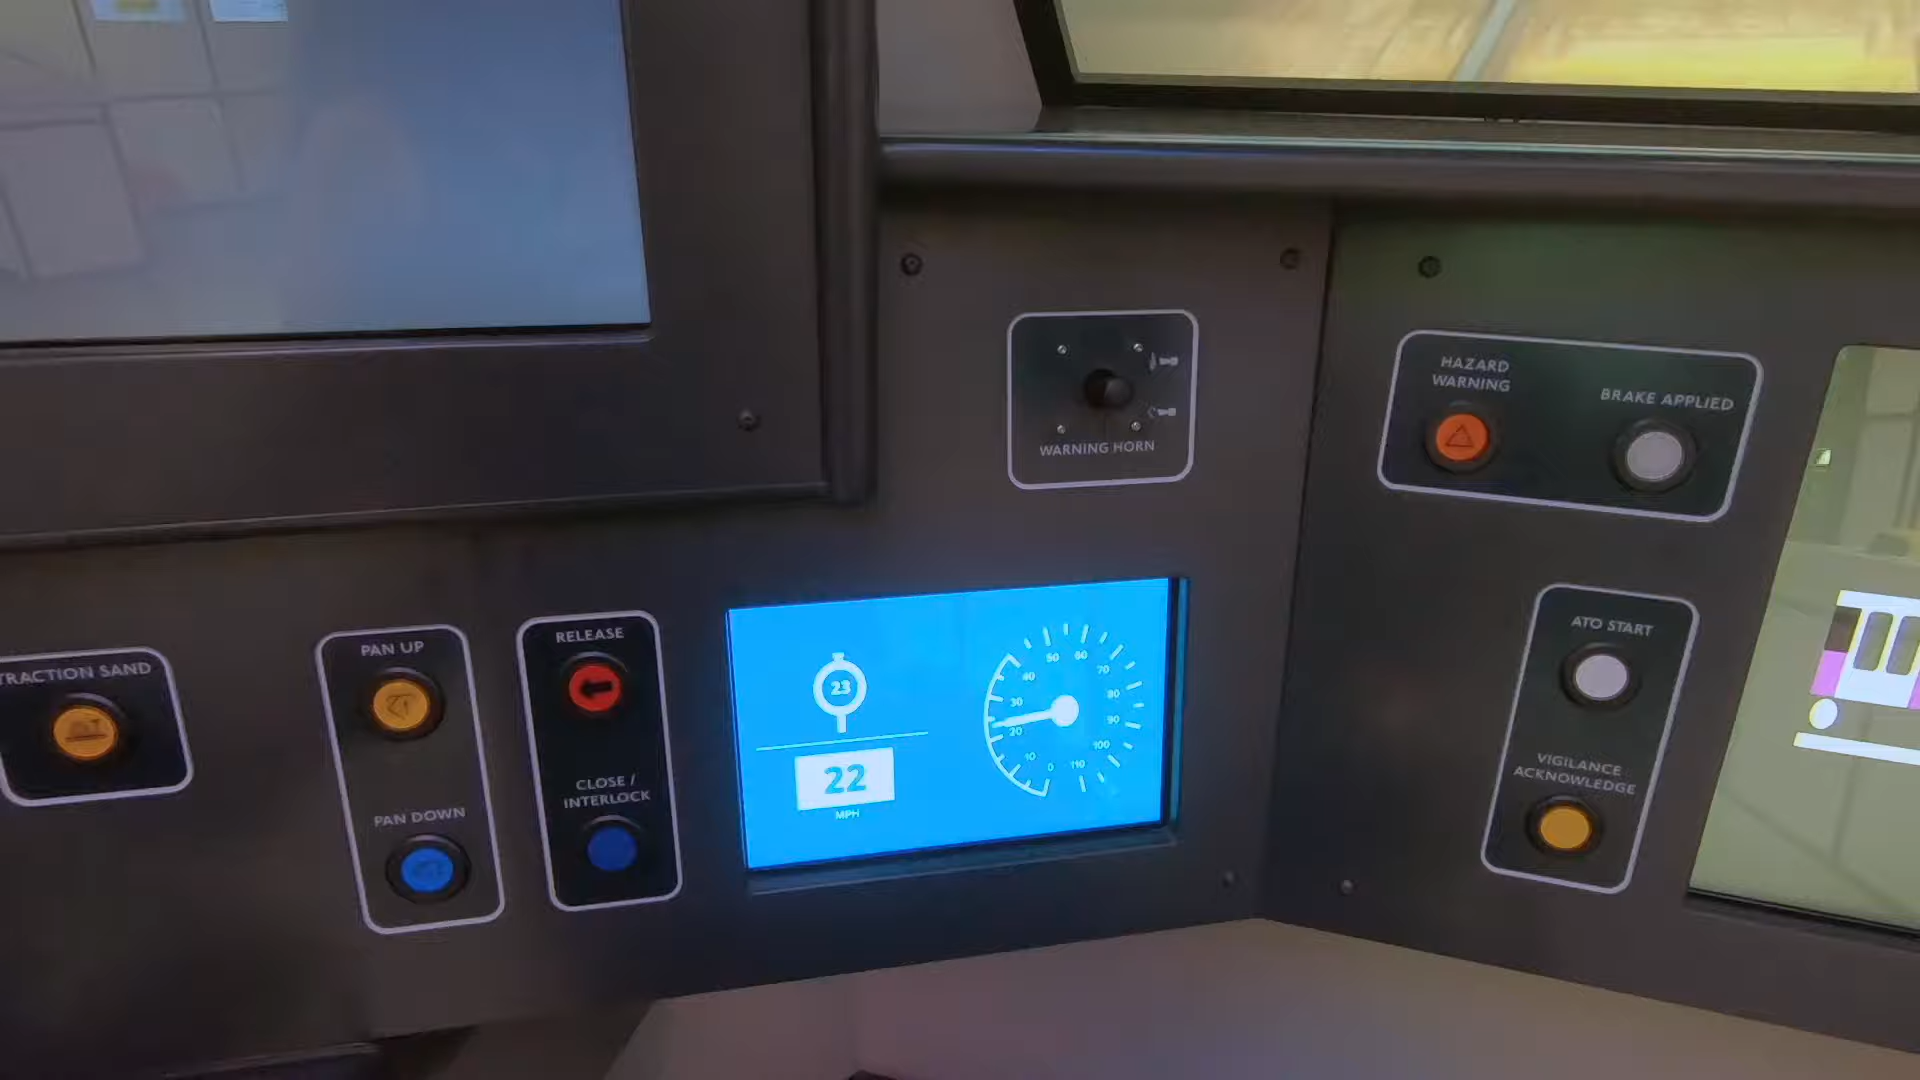 HAZARD
WARNING
BRAKE APPLIED
WARNING HORN
TRACTION SAND
PAN UP
PAN DOWN
RELEASE
CLOSE /
INTERLOCK
23
22
MPH
0
10
20
30
40
50
60
70
80
90
100
110
ATO START
VIGILANCE
ACKNOWLEDGE